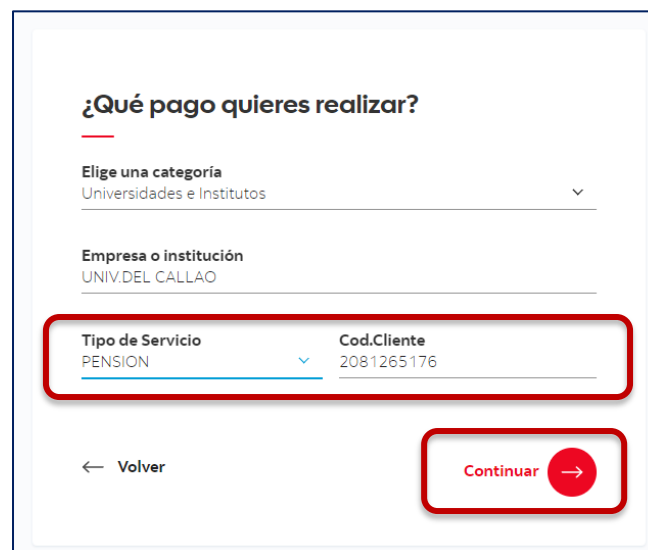 ¿Qué pago quieres realizar?
Elige una categoría
Universidades e Institutos
Empresa o institución
UNIV.DEL CALLAO
Tipo de Servicio Cod.Cliente
PENSION 2081265176
Volver Continuar